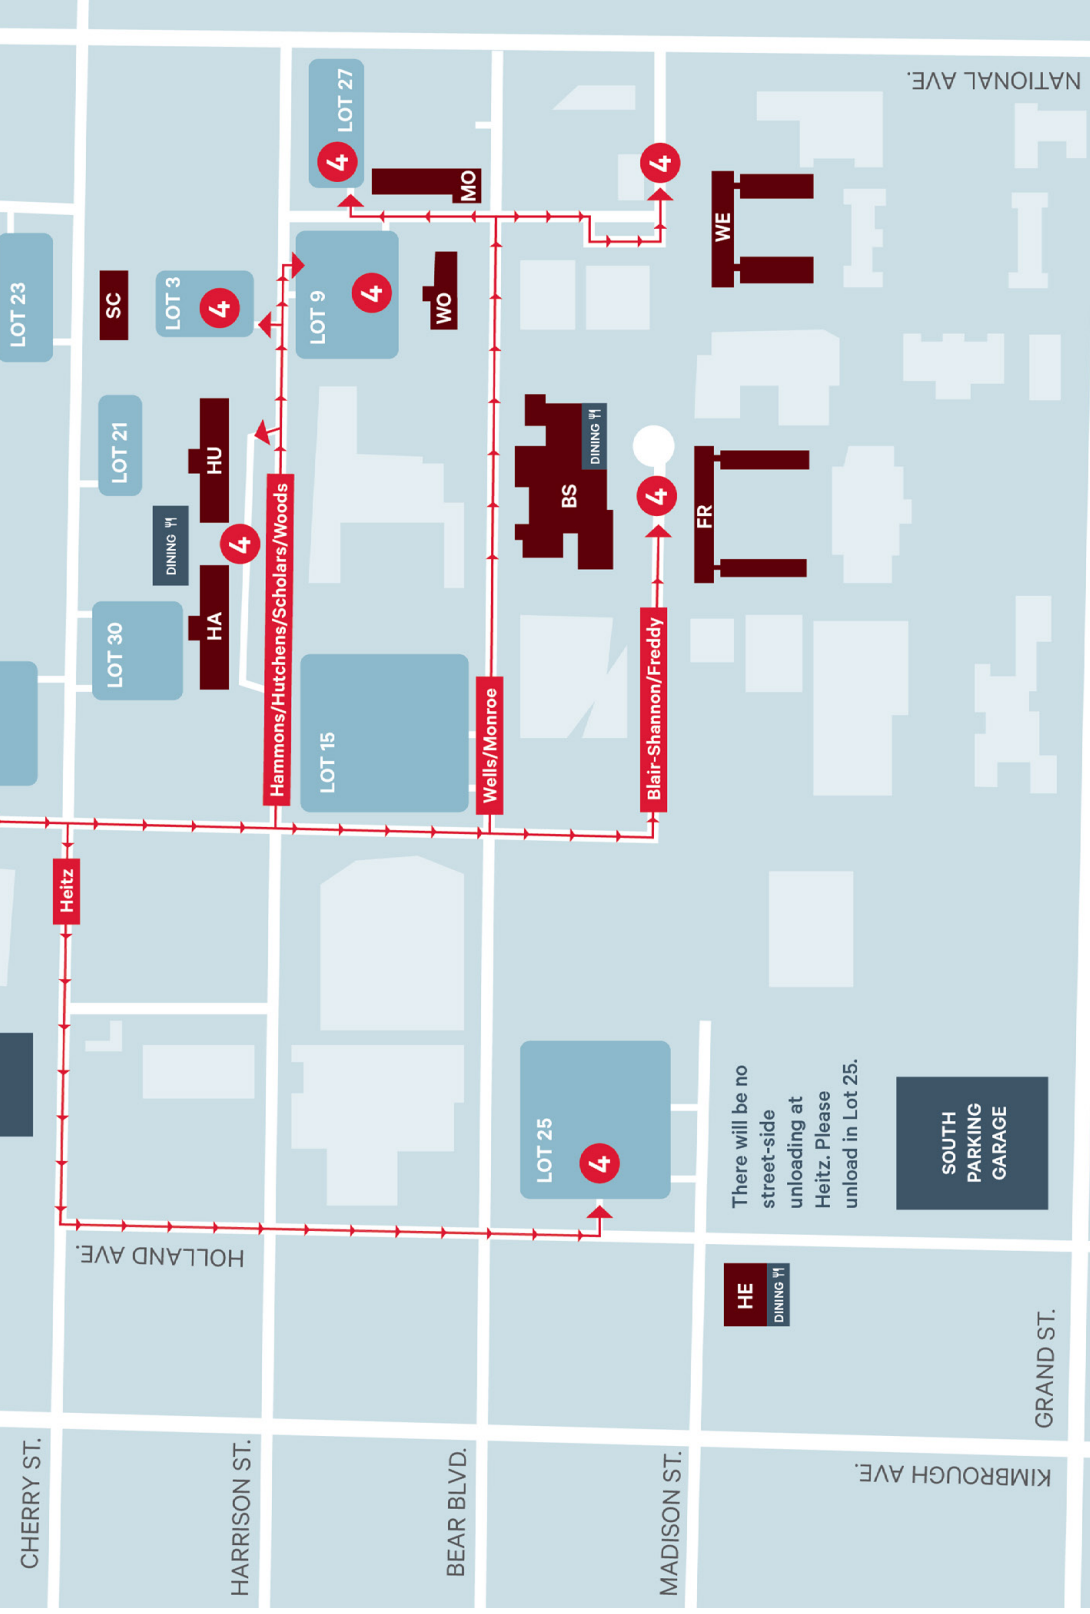 NATIONAL AVE.
LOT 27
4
MO
4
WE
LOT 23
SC
LOT 3
4
LOT 9
4
WO
LOT 21
HU
DINING
4
HA
LOT 30
Hammons/Hutchens/Scholars/Woods
LOT 15
Wells/Monroe
BS
DINING
4
FR
Blair-Shannon/Freddy
Heitz
LOT 25
4
There will be no
street-side
unloading at
Heitz. Please
unload in Lot 25.
SOUTH
PARKING
GARAGE
HOLLAND AVE.
HE
DINING
GRAND ST.
CHERRY ST.
HARRISON ST.
BEAR BLVD.
MADISON ST.
KIMBROUGH AVE.